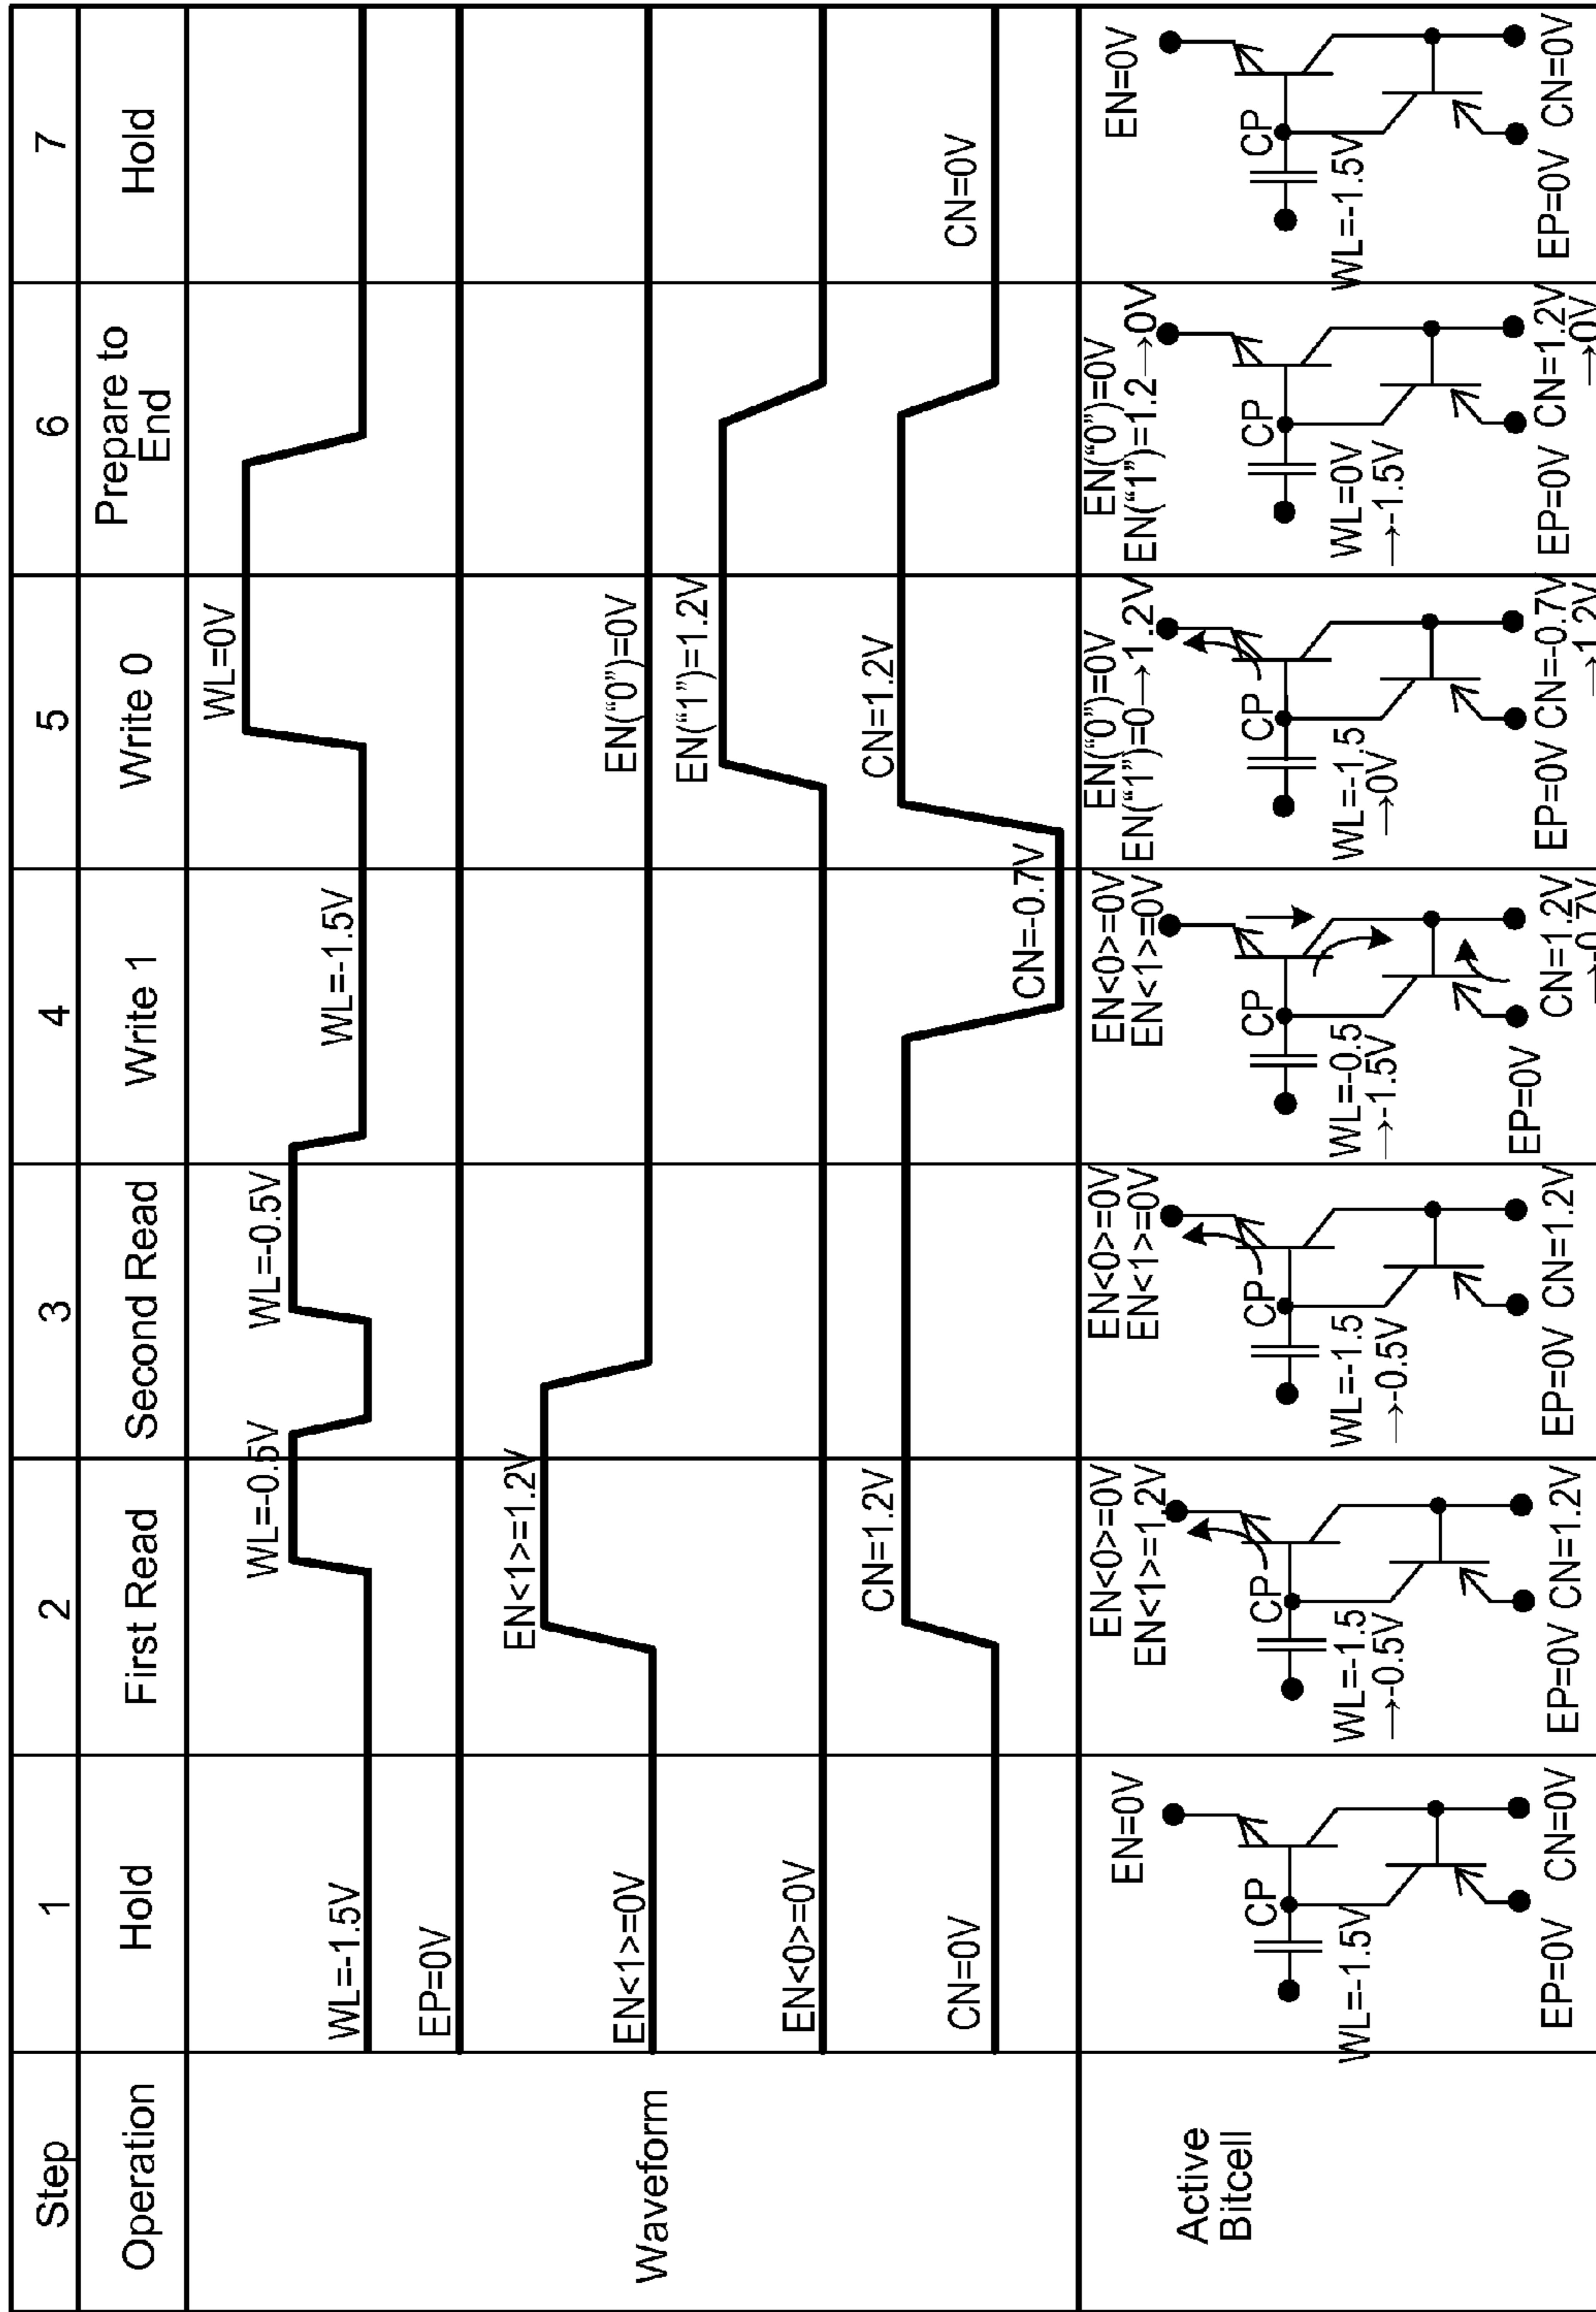 Step
1
2
3
4
5
6
7
Operation
Hold
First Read
Second Read
Write 1
Write 0
Prepare to
End
Hold
Waveform
WL=-1.5V
WL=-0.5V
WL=-0.5V
WL=-1.5V
WL=0V
EP=0V
EN<1>=0V
EN<1>=1.2V
EN("0")=0V
EN<0>=0V
EN("1")=1.2V
CN=0V
CN=1.2V
CN=-0.7V
CN=1.2V
CN=0V
Active
Bitcell
EN=0V
CP
WL=-1.5V
EP=0V CN=0V
EN<0>=0V
EN<1>=1.2V
CP
WL=-1.5
→-0.5V
EP=0V CN=1.2V
EN<0>=0V
EN<1>=0V
CP
WL=-1.5
→-0.5V
EP=0V CN=1.2V
EN<0>=0V
EN<1>=0V
CP
WL=-0.5
→-1.5V
EP=0V
CN=1.2V
→-0.7V
EN("0")=0V
EN("1")=0→1.2V
CP
WL=-1.5
→0V
EP=0V CN=-0.7V
→1.2V
EN("0")=0V
EN("1")=1.2→0V
CP
WL=0V
→-1.5V
EP=0V CN=1.2V
→0V
EN=0V
CP
WL=-1.5V
EP=0V CN=0V